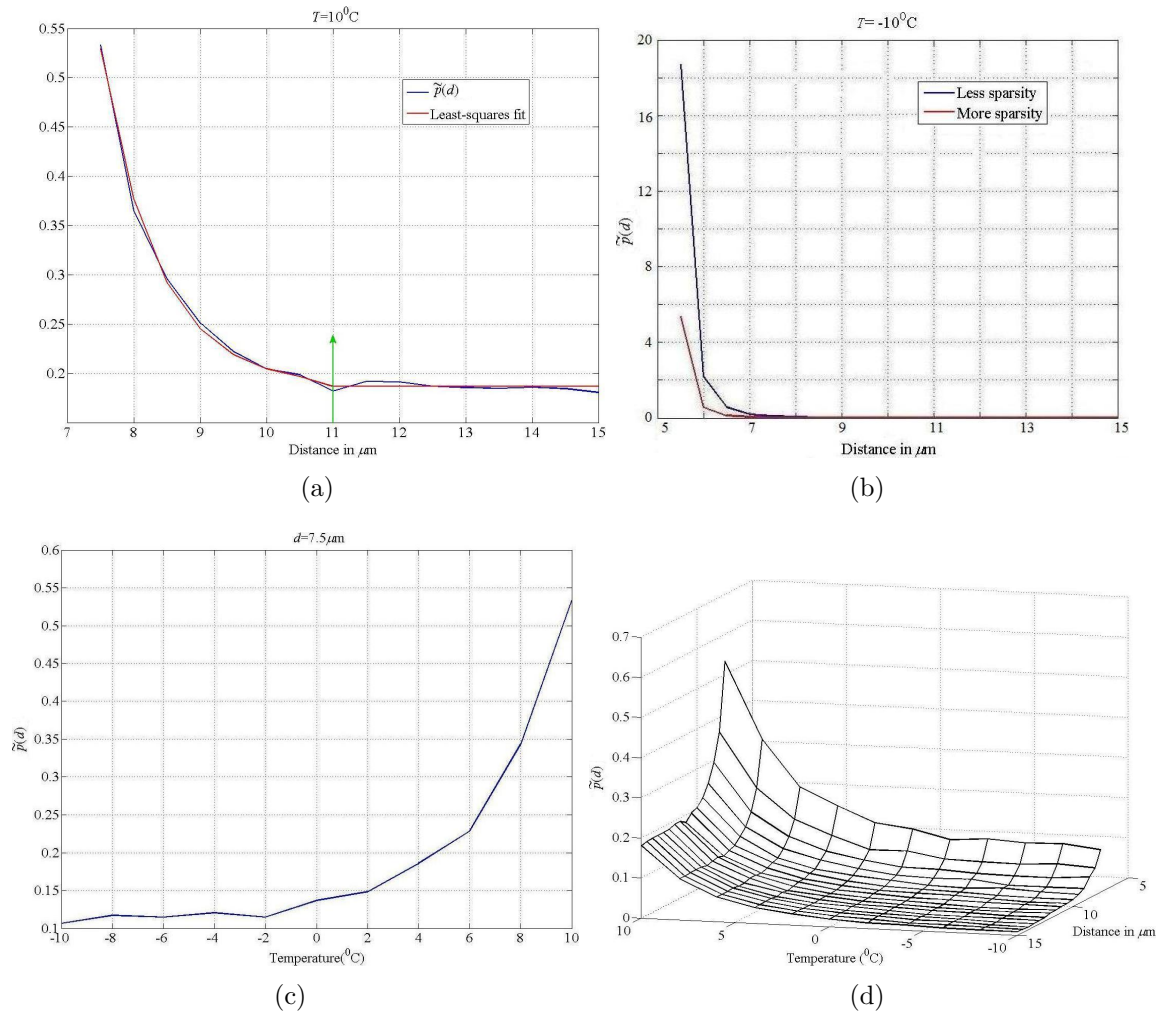 T=10⁰C
0.55
0.5
0.45
0.4
0.35
0.3
0.25
0.2
7 8 9 10 11 12 13 14 15
Distance in μm
p̃(d)
Least-squares fit
(a)
T= -10⁰C
20
16
12
8
4
0
5 7 9 11 13 15
p̃(d)
Distance in μm
Less sparsity
More sparsity
(b)
d=7.5μm
0.6
0.55
0.5
0.45
0.4
0.35
0.3
0.25
0.2
0.15
0.1
-10 -8 -6 -4 -2 0 2 4 6 8 10
p̃(d)
Temperature(⁰C)
(c)
0.7
0.6
0.5
0.4
0.3
0.2
0.1
0
p̃(d)
10 5 0 -5 -10
Temperature (⁰C)
15 10 5
Distance in μm
(d)